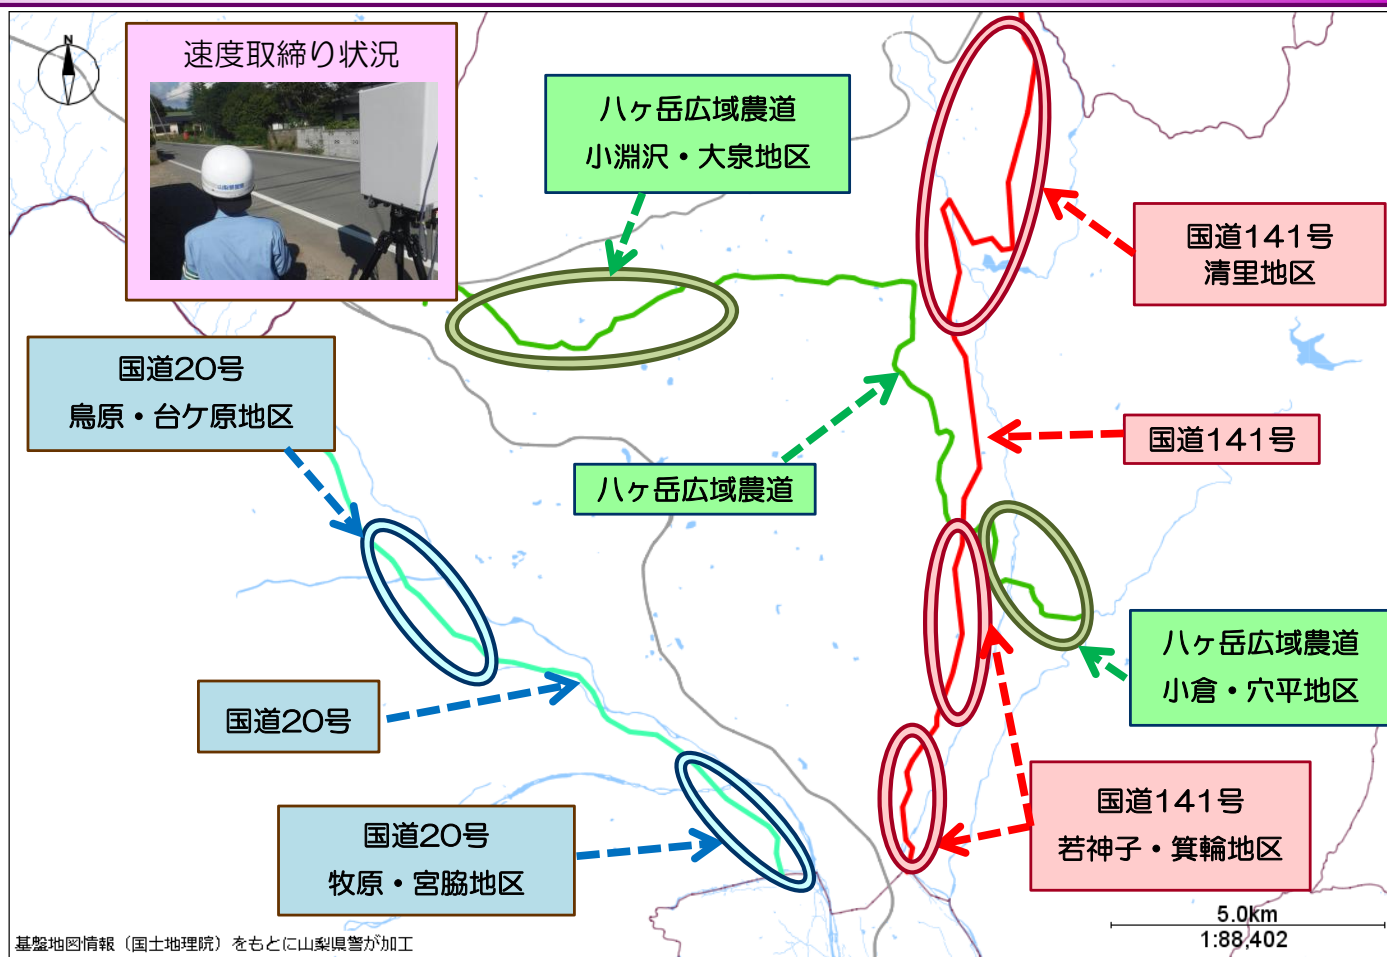 N
速度取締り状況
八ヶ岳広域農道
小淵沢・大泉地区
国道141号
清里地区
国道20号
鳥原・台ケ原地区
国道141号
八ヶ岳広域農道
八ヶ岳広域農道
小倉・穴平地区
国道20号
国道141号
若神子・箕輪地区
国道20号
牧原・宮脇地区
5.0km
1:88,402
基盤地図情報（国土地理院）をもとに山梨県警が加工